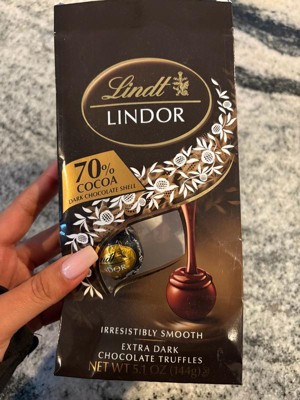 Lindt
LINDOR
70%
COCOA
DARK CHOCOLATE SHELL
LINDOR
IRRESISTIBLY SMOOTH
EXTRA DARK
CHOCOLATE TRUFFLES
NET WT 5.1 OZ (144g)